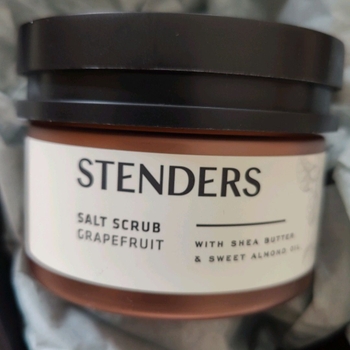 STENDERS
SALT SCRUB
GRAPEFRUIT
WITH SHEA BUTTER
& SWEET ALMOND OIL